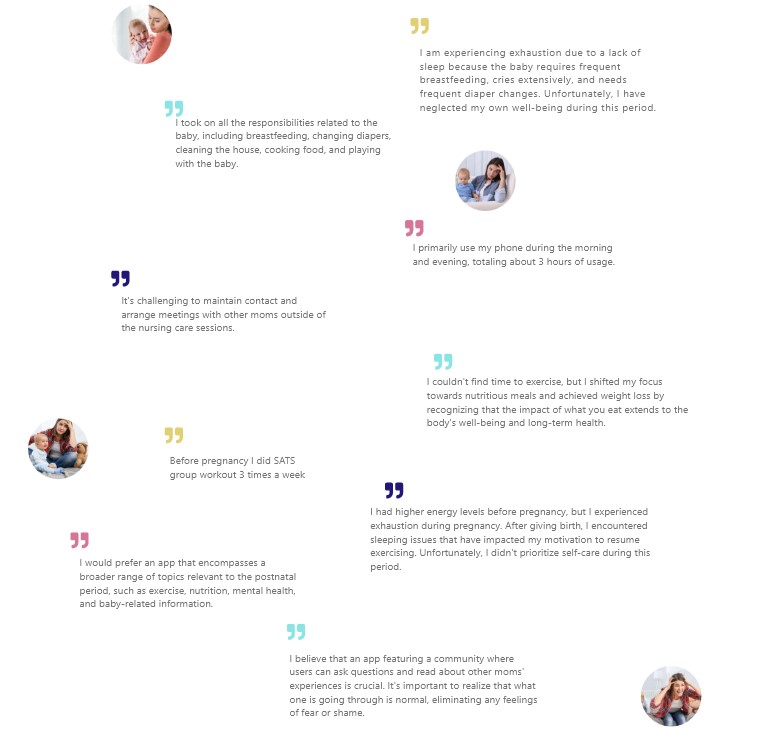 I am experiencing exhaustion due to a lack of
sleep because the baby requires frequent
breastfeeding, cries extensively, and needs
frequent diaper changes. Unfortunately, I have
neglected my own well-being during this period.
I took on all the responsibilities related to the
baby, including breastfeeding, changing diapers,
cleaning the house, cooking food, and playing
with the baby.
I primarily use my phone during the morning
and evening, totaling about 3 hours of usage.
It's challenging to maintain contact and
arrange meetings with other moms outside of
the nursing care sessions.
I couldn't find time to exercise, but I shifted my focus
towards nutritious meals and achieved weight loss by
recognizing that the impact of what you eat extends to the
body's well-being and long-term health.
Before pregnancy I did SATS
group workout 3 times a week
I had higher energy levels before pregnancy, but I experienced
exhaustion during pregnancy. After giving birth, I encountered
sleeping issues that have impacted my motivation to resume
exercising. Unfortunately, I didn't prioritize self-care during this
period.
I would prefer an app that encompasses a
broader range of topics relevant to the postnatal
period, such as exercise, nutrition, mental health,
and baby-related information.
I believe that an app featuring a community where
users can ask questions and read about other moms'
experiences is crucial. It's important to realize that what
one is going through is normal, eliminating any feelings
of fear or shame.